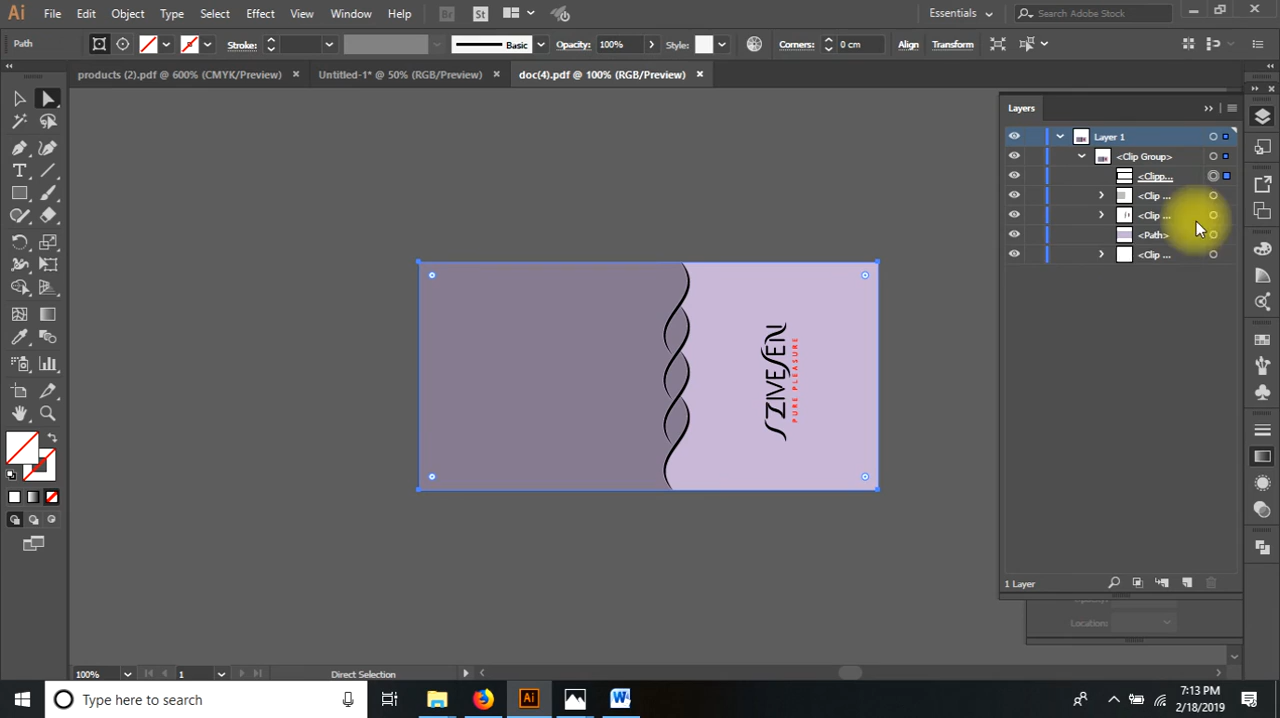 Ai File Edit Object Type Select Effect View Window Help Br St Essentials Search Adobe Stock
Path Stroke: Basic Opacity: 100% Style: Corners: 0 cm Align Transform
products (2).pdf @ 600% (CMYK/Preview) Untitled-1* @ 50% (RGB/Preview) doc(4).pdf @ 100% (RGB/Preview)
Layers
Layer 1
<Clip Group>
<Clipp...
<Clip ...
<Clip ...
<Path>
<Clip ...
SZIVESEN
PURE PLEASURE
1 Layer
Location:
100% 1 Direct Selection
Type here to search Ai 7:13 PM
2/18/2019